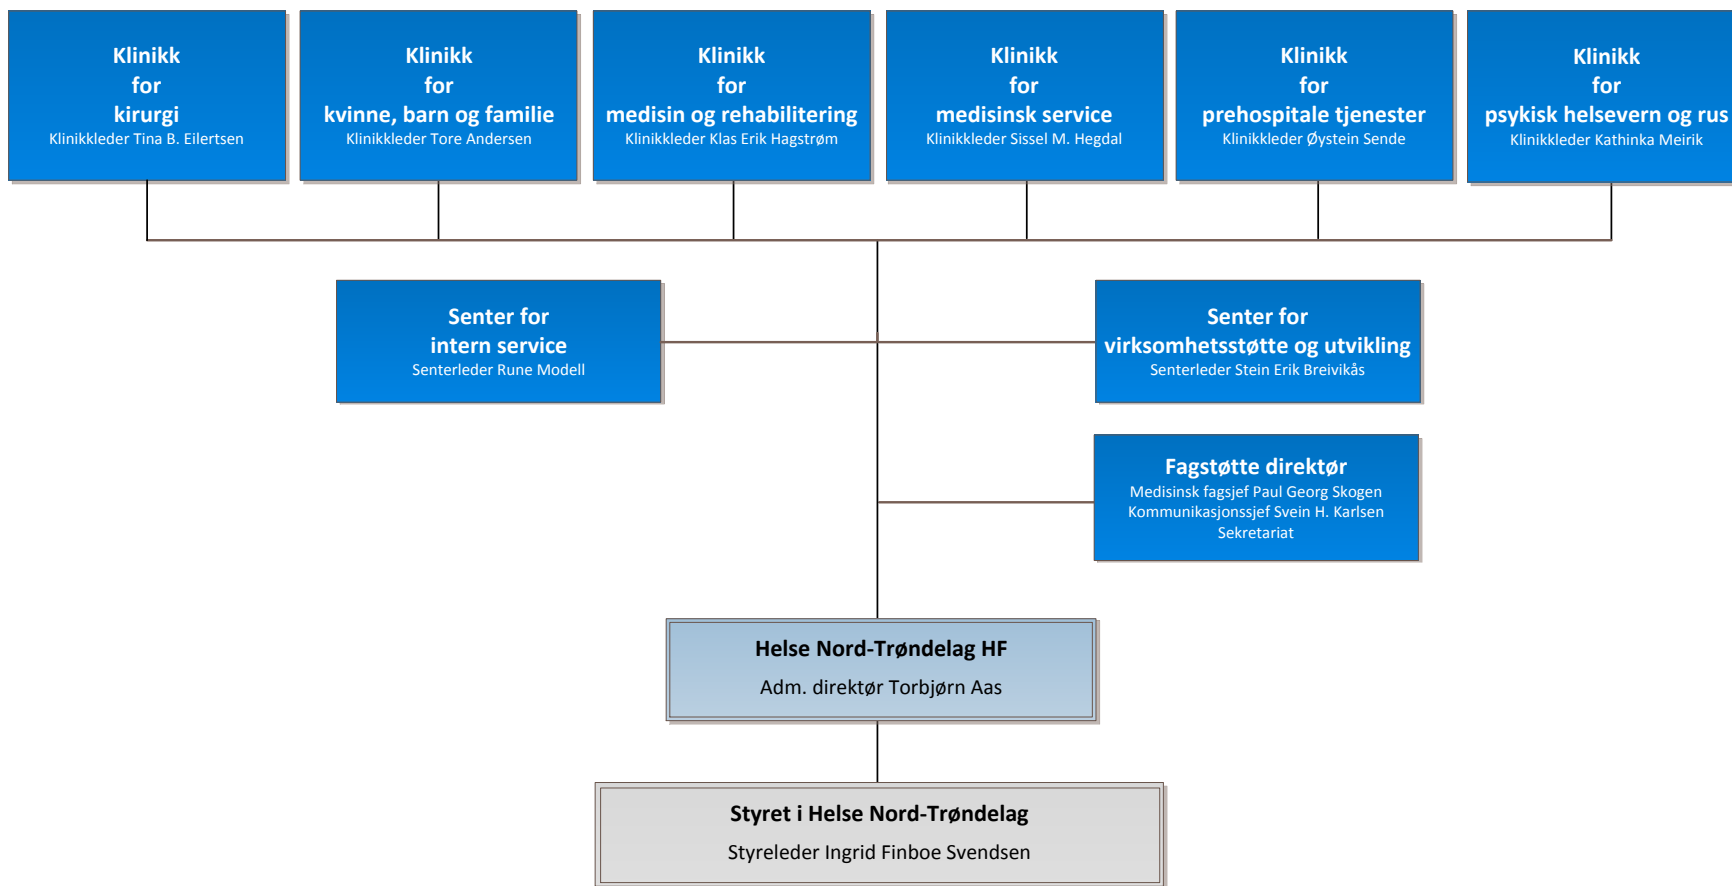 Klinikk
for
kirurgi
Klinikkleder Tina B. Eilertsen
Klinikk
for
kvinne, barn og familie
Klinikkleder Tore Andersen
Klinikk
for
medisin og rehabilitering
Klinikkleder Klas Erik Hagstrøm
Klinikk
for
medisinsk service
Klinikkleder Sissel M. Hegdal
Klinikk
for
prehospitale tjenester
Klinikkleder Øystein Sende
Klinikk
for
psykisk helsevern og rus
Klinikkleder Kathinka Meirik
Senter for
intern service
Senterleder Rune Modell
Senter for
virksomhetsstøtte og utvikling
Senterleder Stein Erik Breivikås
Fagstøtte direktør
Medisinsk fagsjef Paul Georg Skogen
Kommunikasjonssjef Svein H. Karlsen
Sekretariat
Helse Nord-Trøndelag HF
Adm. direktør Torbjørn Aas
Styret i Helse Nord-Trøndelag
Styreleder Ingrid Finboe Svendsen